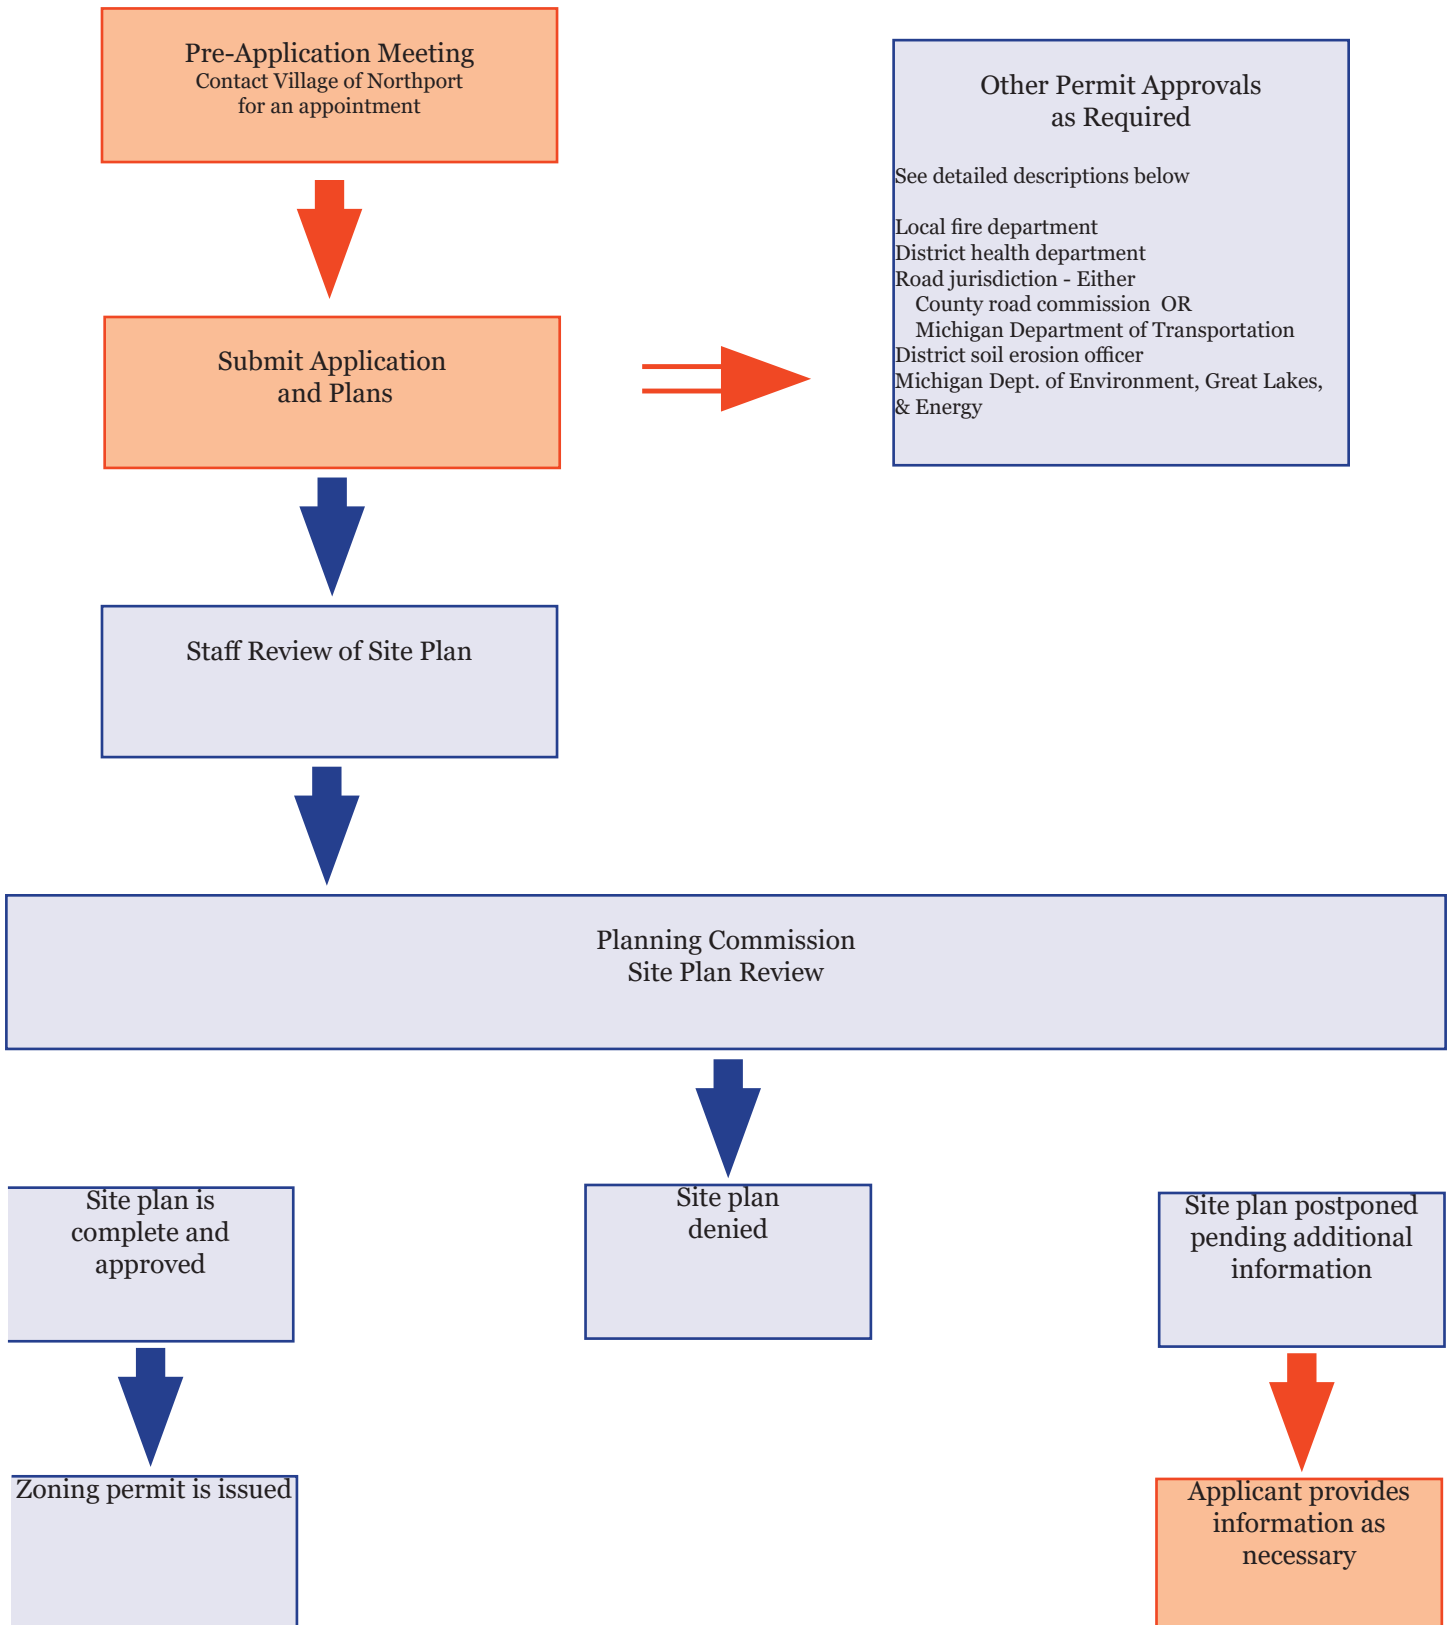 Pre-Application Meeting
Contact Village of Northport
for an appointment
Other Permit Approvals
as Required
See detailed descriptions below
Local fire department
District health department
Road jurisdiction - Either
County road commission OR
Michigan Department of Transportation
District soil erosion officer
Michigan Dept. of Environment, Great Lakes,
& Energy
Submit Application
and Plans
Staff Review of Site Plan
Planning Commission
Site Plan Review
Site plan is
complete and
approved
Site plan
denied
Site plan postponed
pending additional
information
Zoning permit is issued
Applicant provides
information as
necessary